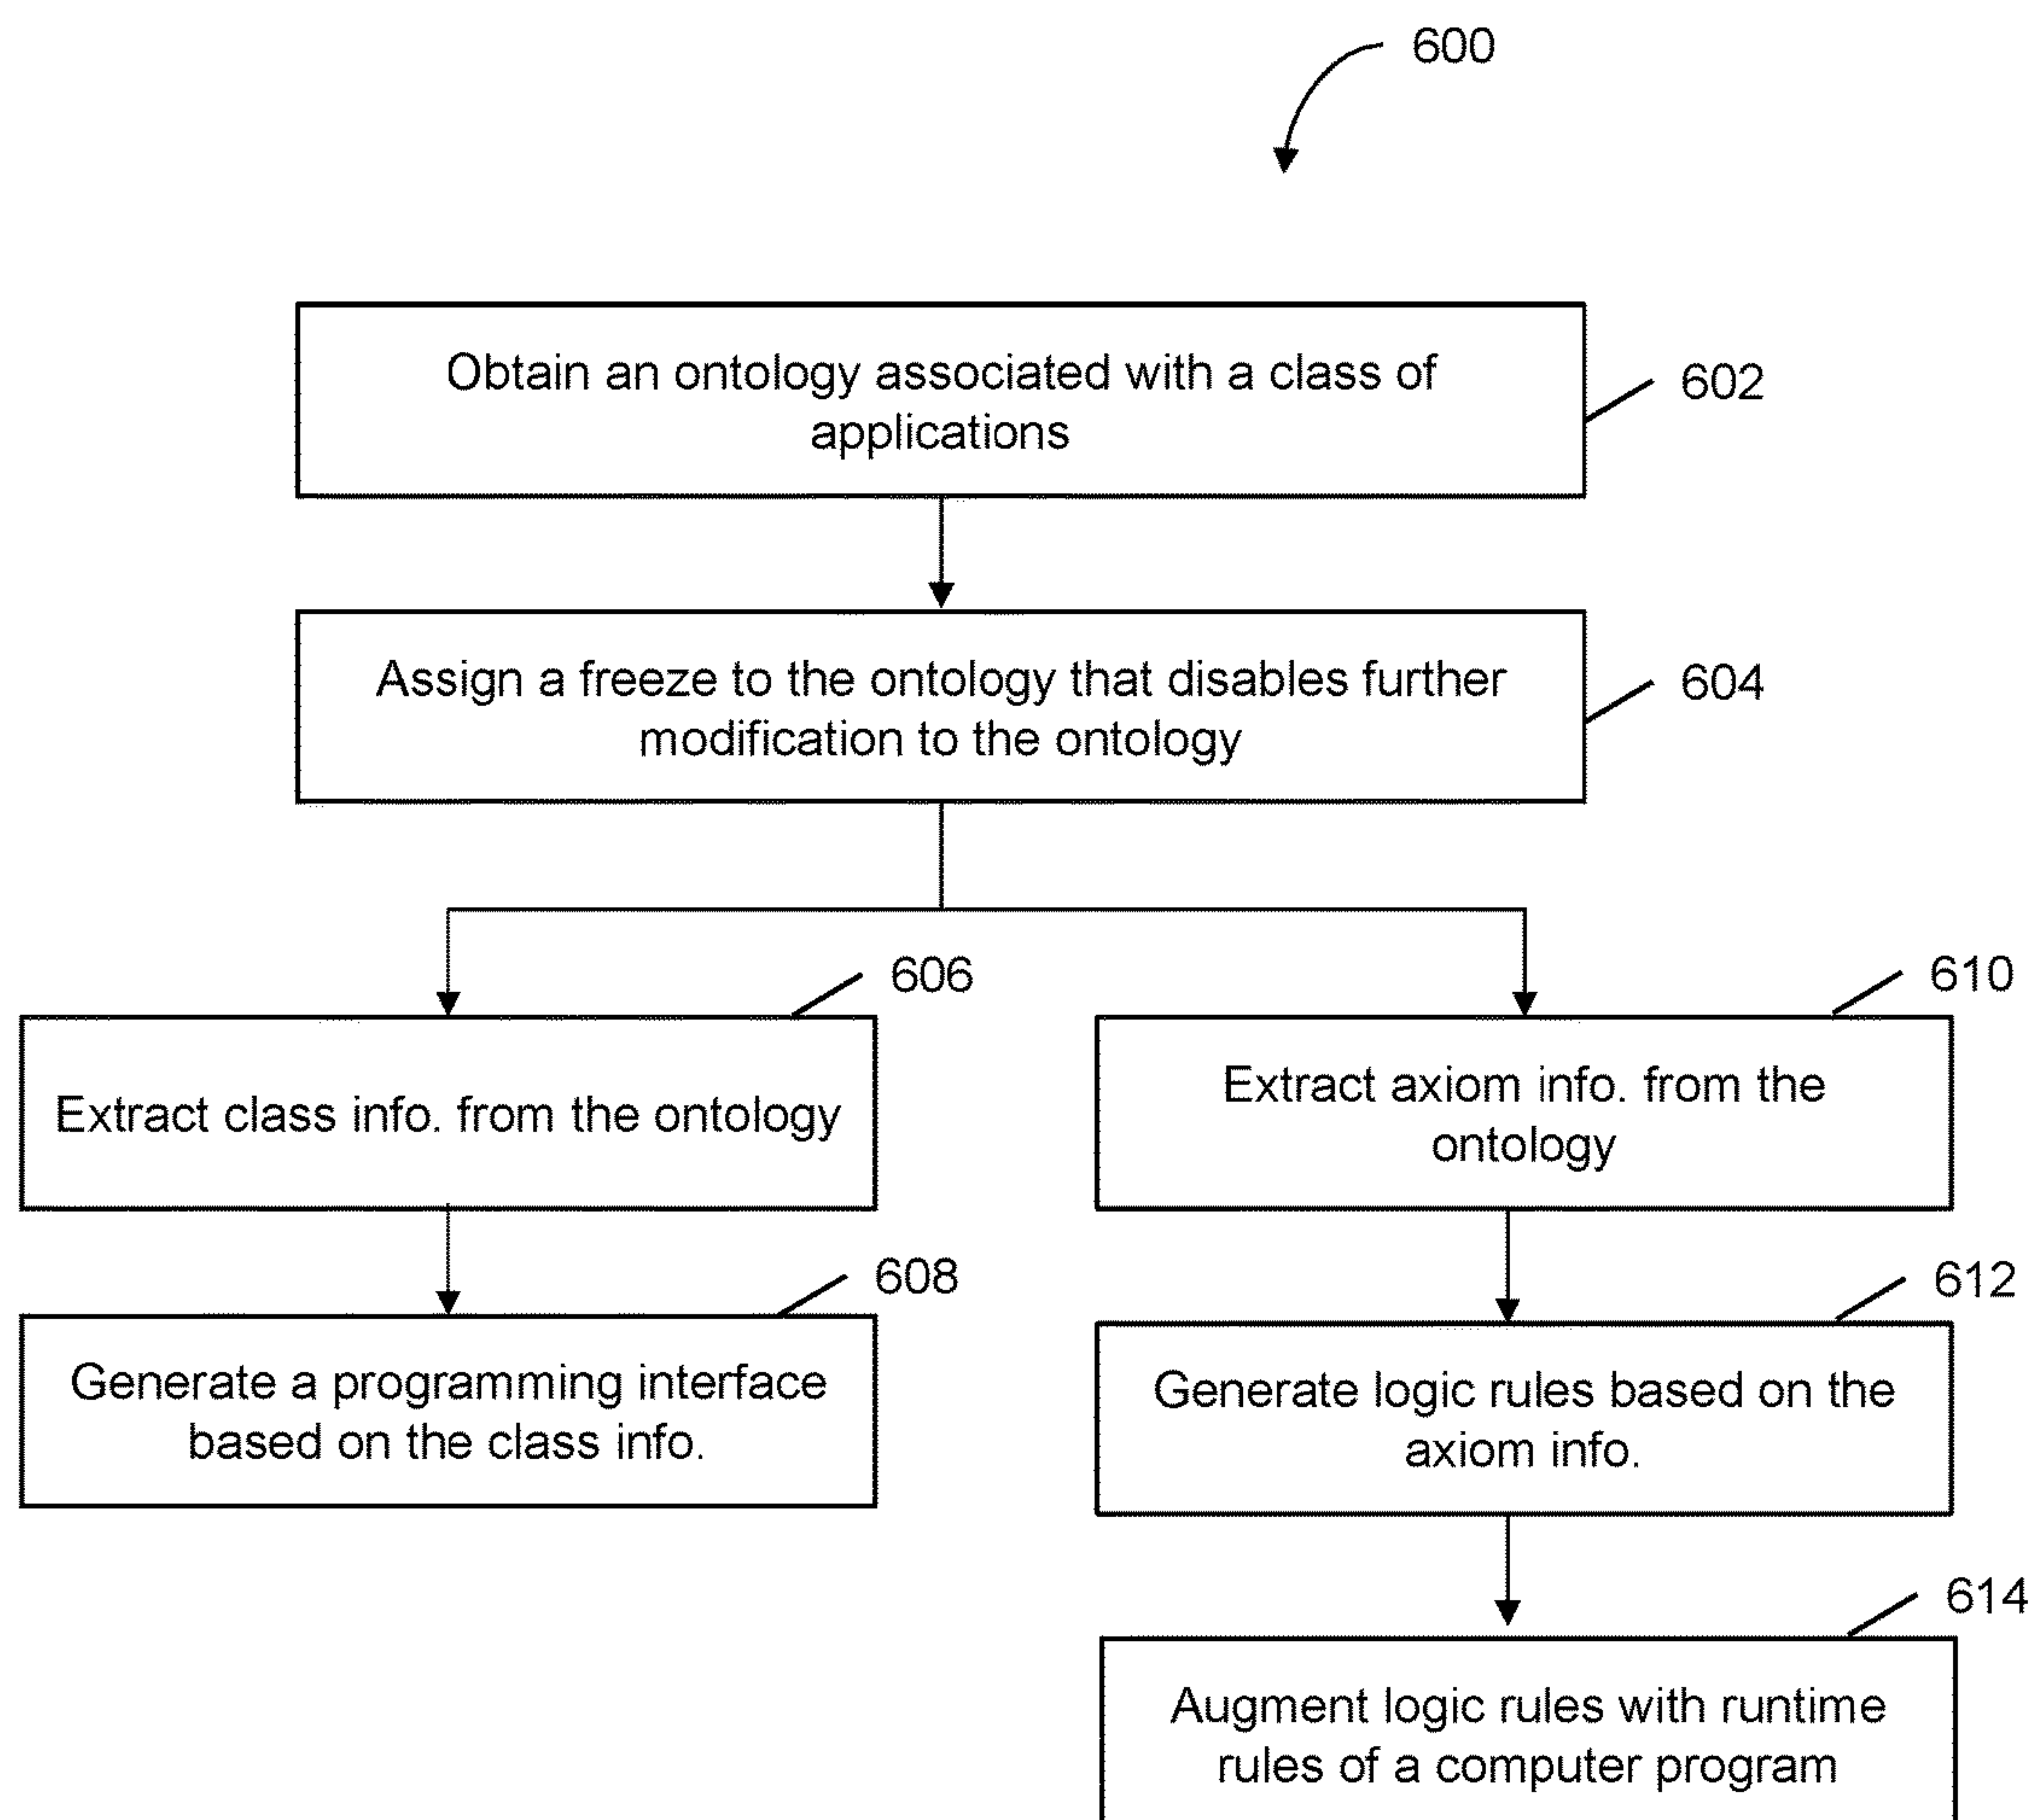 600
Obtain an ontology associated with a class of
applications
602
Assign a freeze to the ontology that disables further
modification to the ontology
604
606
Extract class info. from the ontology
610
Extract axiom info. from the
ontology
608
Generate a programming interface
based on the class info.
612
Generate logic rules based on the
axiom info.
614
Augment logic rules with runtime
rules of a computer program